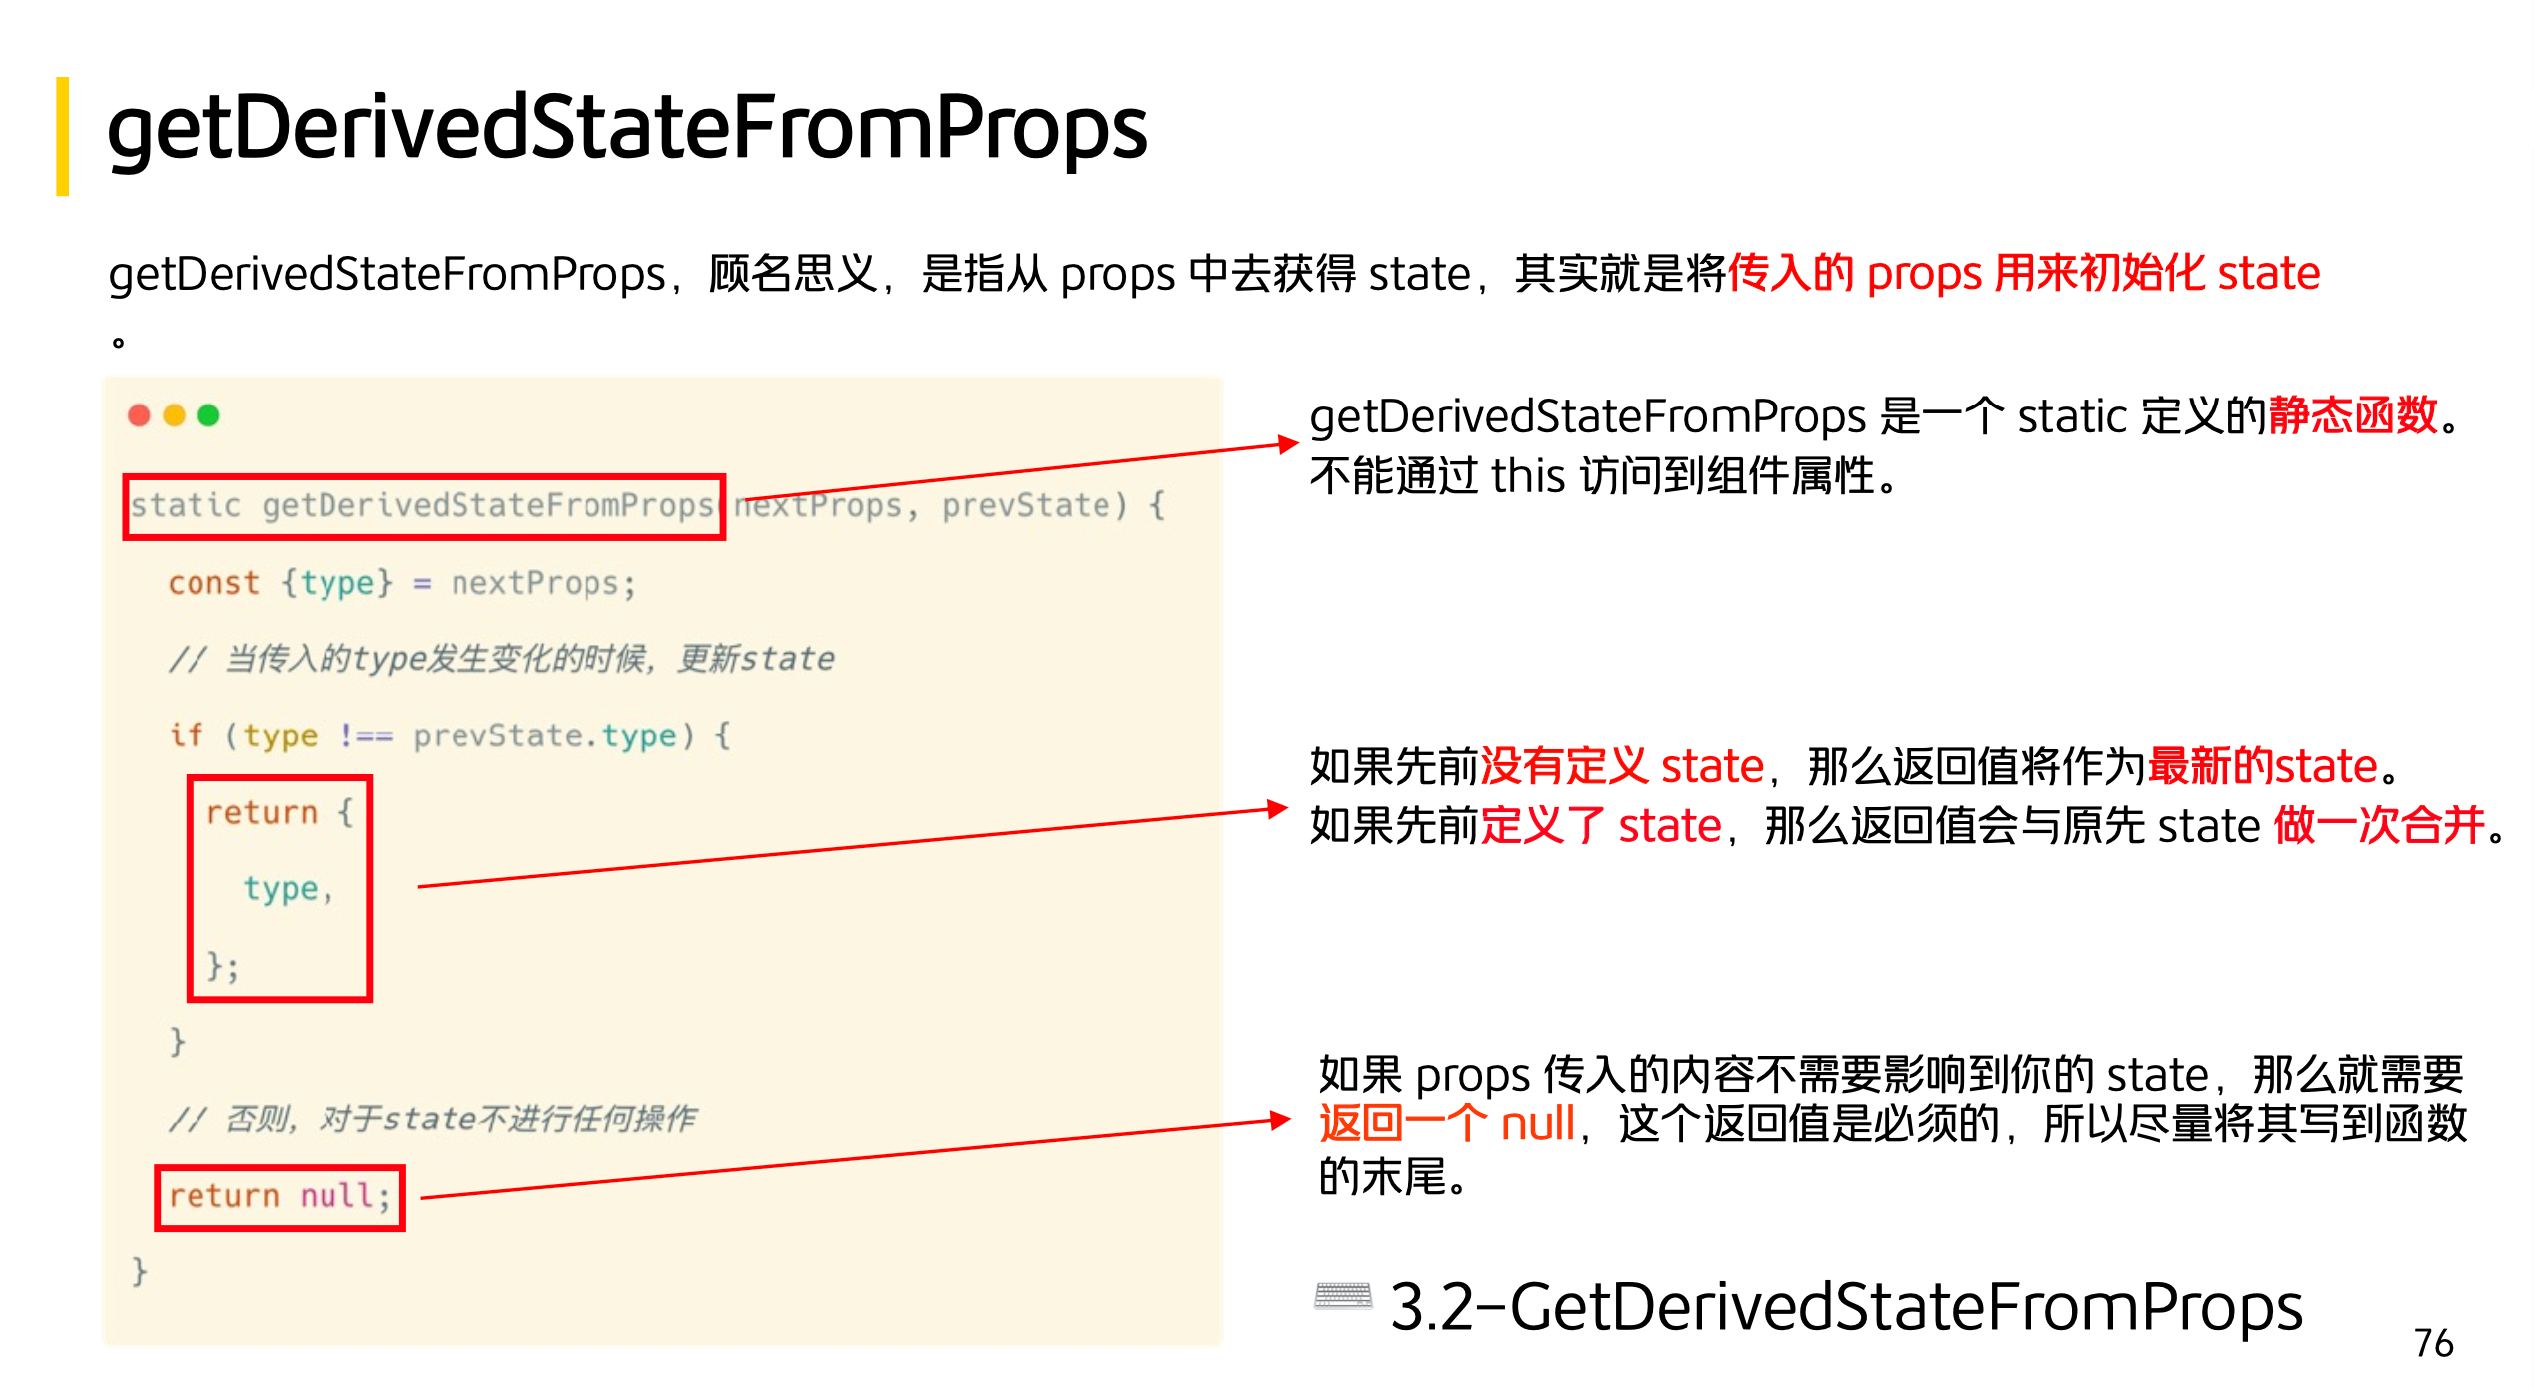 getDerivedStateFromProps
getDerivedStateFromProps，顾名思义，是指从 props 中去获得 state，其实就是将传入的 props 用来初始化 state
。
static getDerivedStateFromProps(nextProps, prevState) {
const {type} = nextProps;
// 当传入的type发生变化的时候，更新state
if (type !== prevState.type) {
return {
type,
};
}
// 否则，对于state不进行任何操作
return null;
}
getDerivedStateFromProps 是一个 static 定义的静态函数。
不能通过 this 访问到组件属性。
如果先前没有定义 state，那么返回值将作为最新的state。
如果先前定义了 state，那么返回值会与原先 state 做一次合并。
如果 props 传入的内容不需要影响到你的 state，那么就需要
返回一个 null，这个返回值是必须的，所以尽量将其写到函数
的末尾。
⌨️ 3.2-GetDerivedStateFromProps
76